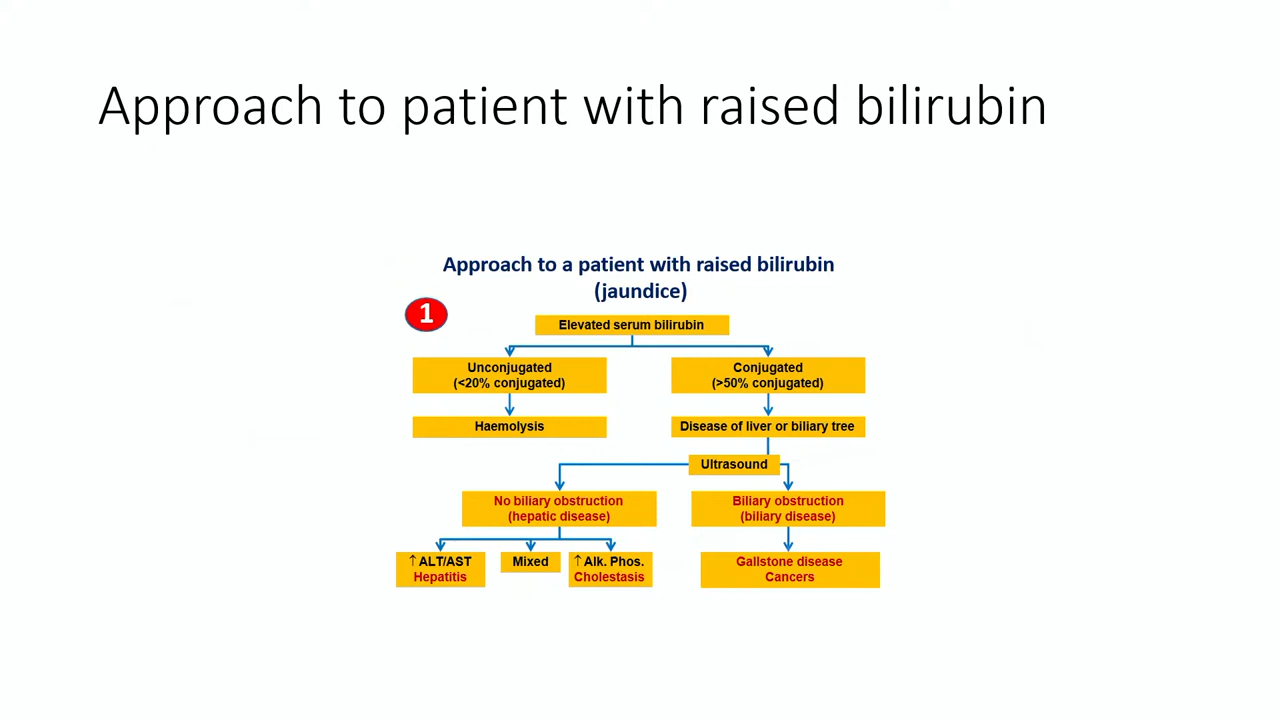 Approach to patient with raised bilirubin
Approach to a patient with raised bilirubin
(jaundice)
1
Elevated serum bilirubin
Unconjugated
(<20% conjugated)
Conjugated
(>50% conjugated)
Haemolysis
Disease of liver or biliary tree
Ultrasound
No biliary obstruction
(hepatic disease)
Biliary obstruction
(biliary disease)
↑ ALT/AST
Hepatitis
Mixed
↑ Alk. Phos.
Cholestasis
Gallstone disease
Cancers